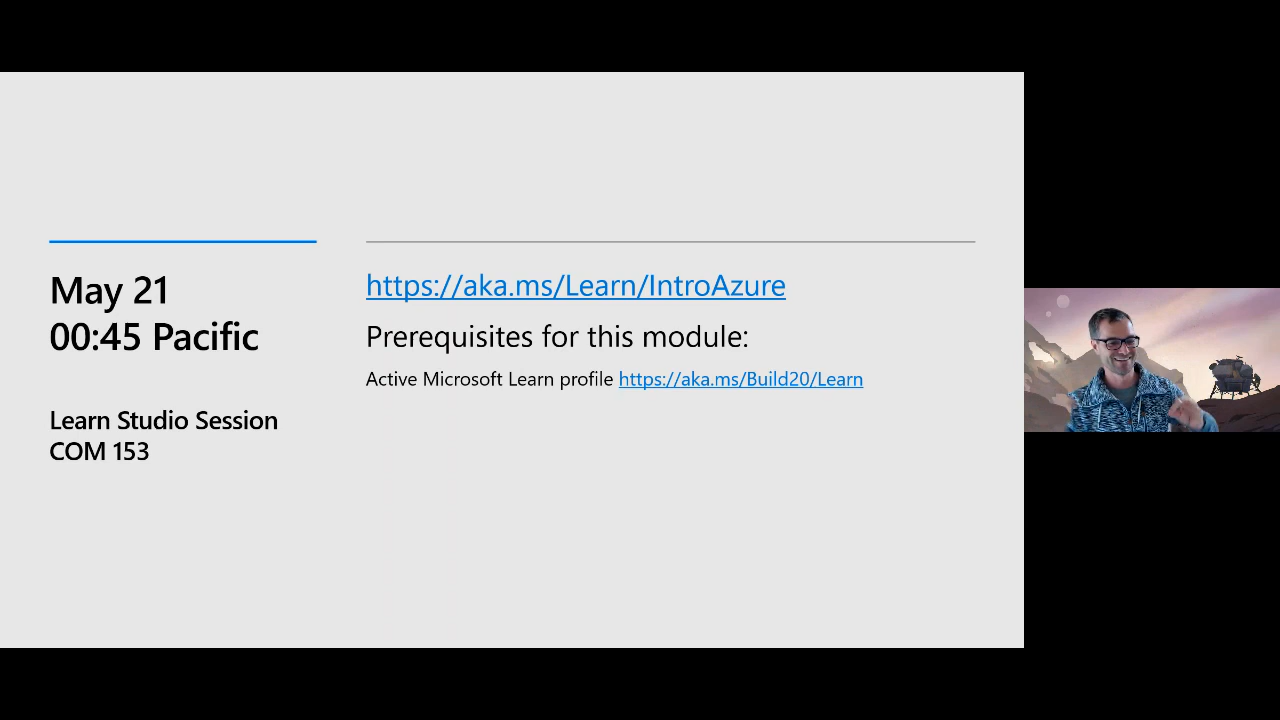 May 21
00:45 Pacific
Learn Studio Session
COM 153
https://aka.ms/Learn/IntroAzure
Prerequisites for this module:
Active Microsoft Learn profile https://aka.ms/Build20/Learn